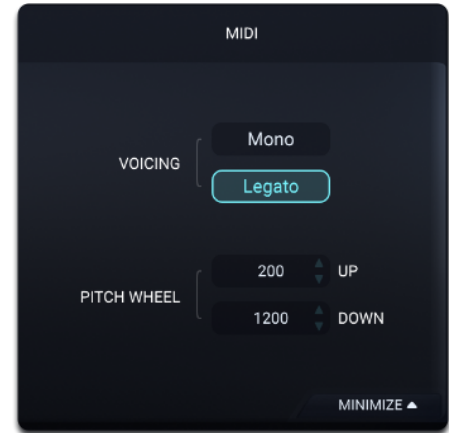 MIDI
VOICING
Mono
Legato
PITCH WHEEL
200 UP
1200 DOWN
MINIMIZE